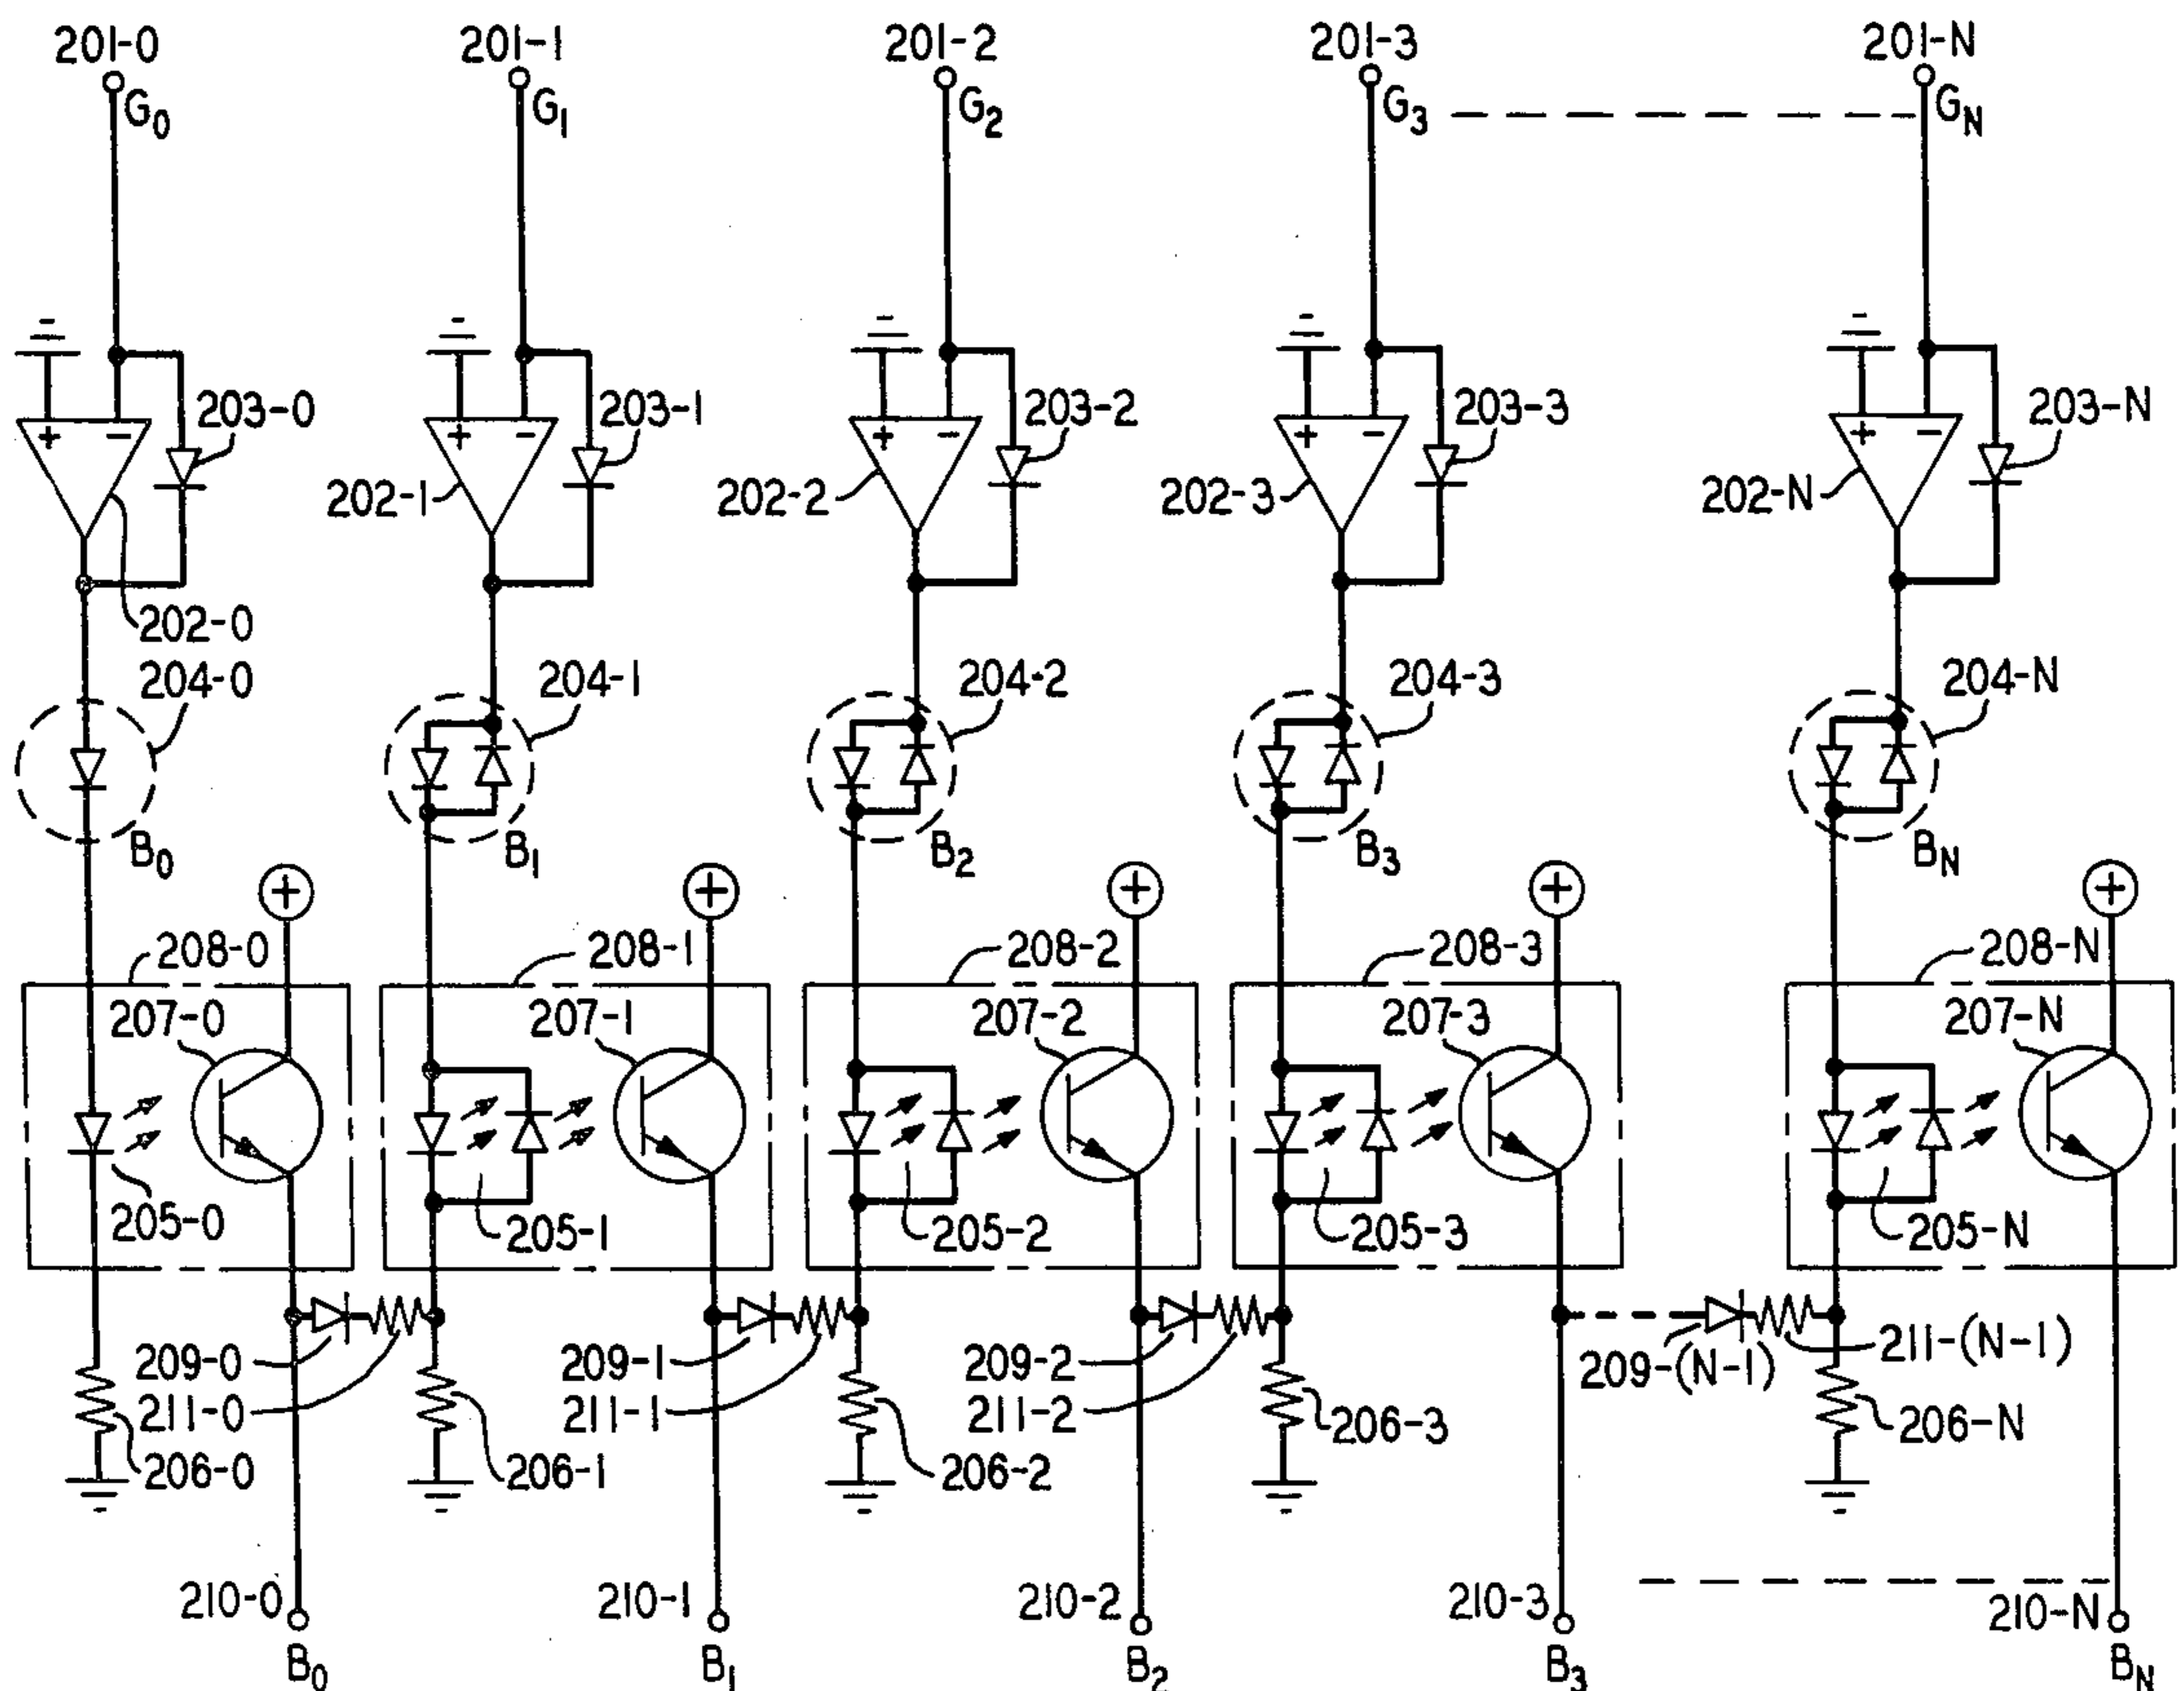 201-0 201-1 201-2 201-3 201-N
G0 G1 G2 G3 GN
203-0 203-1 203-2 203-3 203-N
+ − + − + − + − + −
202-1 202-2 202-3 202-N
202-0
204-0 204-1 204-2 204-3 204-N
B0 B1 B2 B3 BN
+ + + + +
208-0 208-1 208-2 208-3 208-N
207-0 207-1 207-2 207-3 207-N
205-0 205-1 205-2 205-3 205-N
209-0 209-1 209-2 209-(N-1) 211-(N-1)
211-0 211-1 211-2 206-3 206-N
206-0 206-1 206-2
210-0 210-1 210-2 210-3 210-N
B0 B1 B2 B3 BN